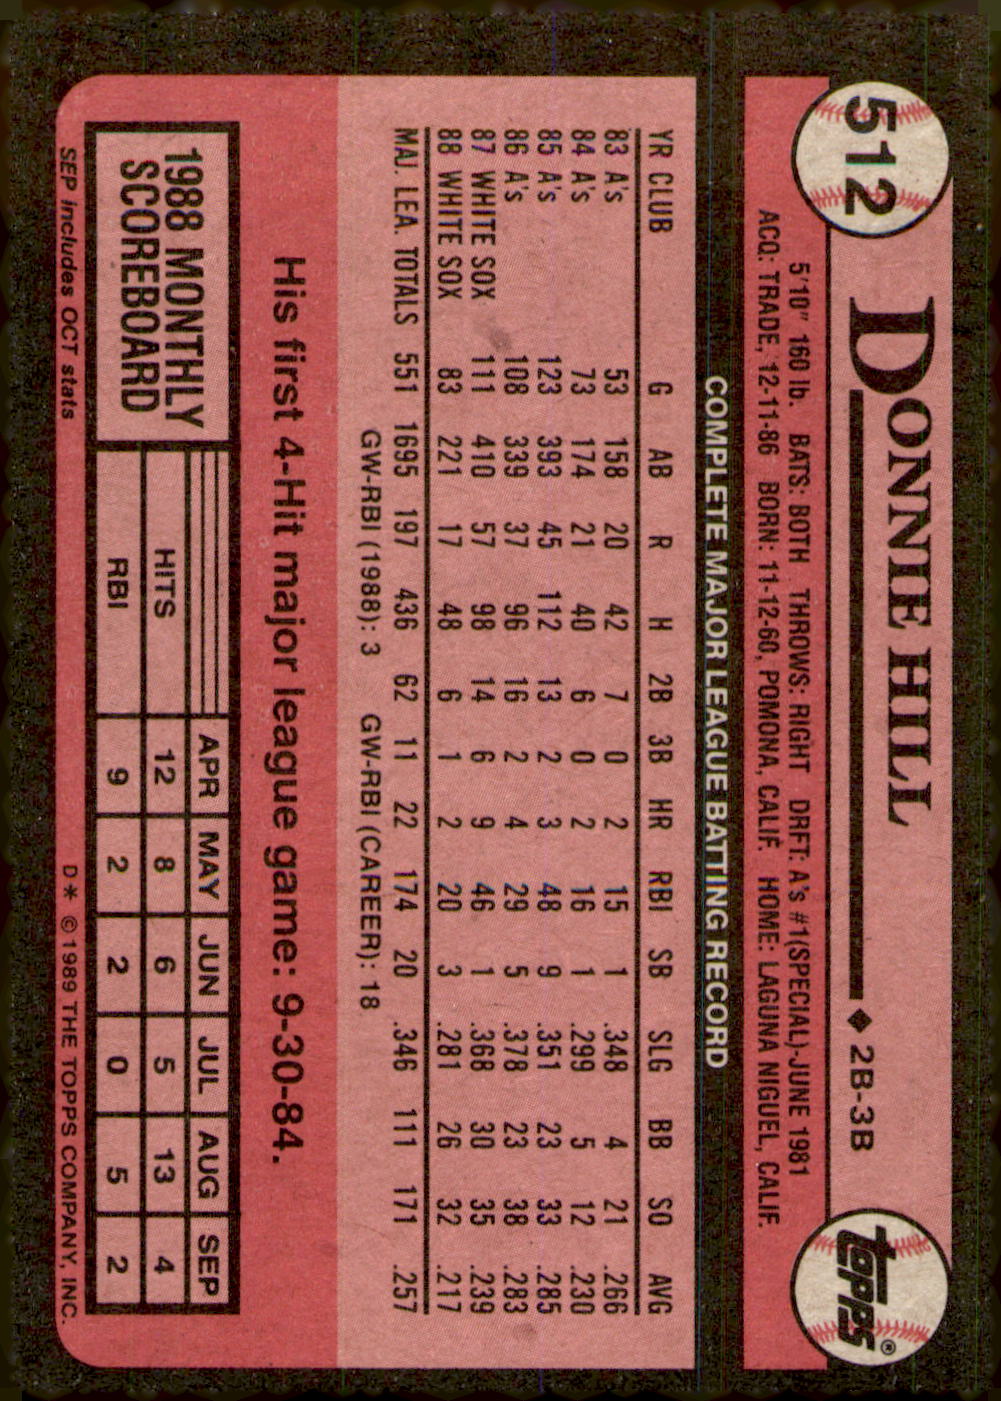 512
DONNIE HILL ◆ 2B-3B
topps®
5'10" 160 lb. BATS: BOTH THROWS: RIGHT DRFT: A's #1(SPECIAL)-JUNE 1981
ACQ: TRADE, 12-11-86 BORN: 11-12-60, POMONA, CALIF. HOME: LAGUNA NIGUEL, CALIF.
COMPLETE MAJOR LEAGUE BATTING RECORD
YR CLUB G AB R H 2B 3B HR RBI SB SLG BB SO AVG
83 A's 53 158 20 42 7 0 2 15 1 .348 4 21 .266
84 A's 73 174 21 40 6 0 2 16 1 .299 5 12 .230
85 A's 123 393 45 112 13 2 3 48 9 .351 23 33 .285
86 A's 108 339 37 96 16 2 4 29 5 .378 23 38 .283
87 WHITE SOX 111 410 57 98 14 6 9 46 1 .368 30 35 .239
88 WHITE SOX 83 221 17 48 6 1 2 20 3 .281 26 32 .217
MAJ. LEA. TOTALS 551 1695 197 436 62 11 22 174 20 .346 111 171 .257
GW-RBI (1988): 3 GW-RBI (CAREER): 18
His first 4-Hit major league game: 9-30-84.
1988 MONTHLY
SCOREBOARD
APR MAY JUN JUL AUG SEP
HITS 12 8 6 5 13 4
RBI 9 2 2 0 5 2
SEP includes OCT stats
D* ©1989 THE TOPPS COMPANY, INC.